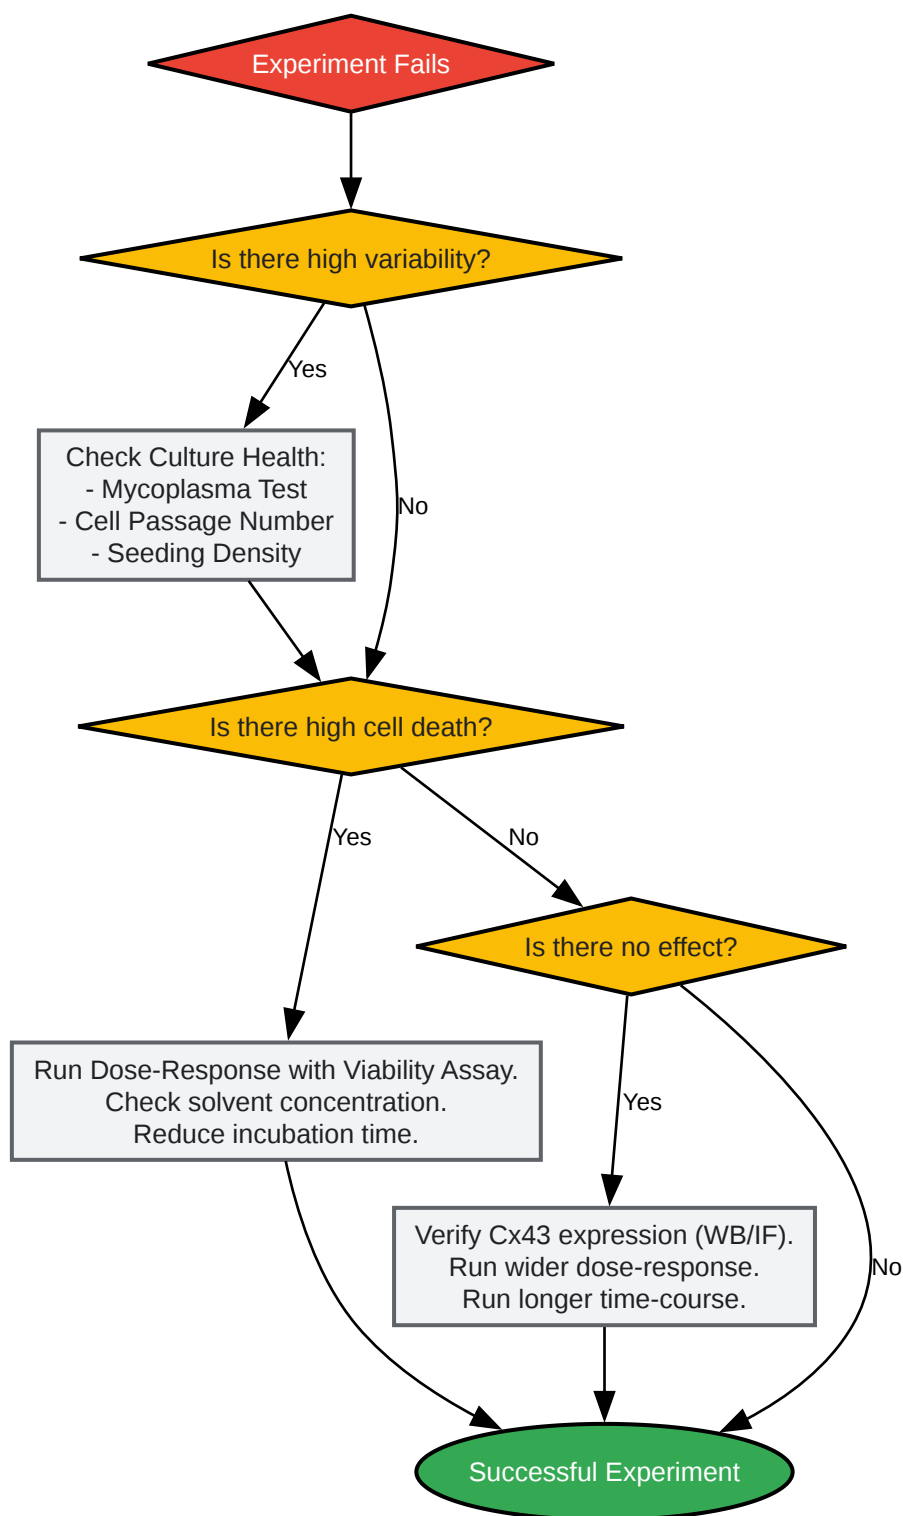 Experiment Fails
Is there high variability?
Yes
Check Culture Health:
- Mycoplasma Test
- Cell Passage Number
- Seeding Density
No
Is there high cell death?
Yes
No
Is there no effect?
Run Dose-Response with Viability Assay.
Check solvent concentration.
Reduce incubation time.
Yes
Verify Cx43 expression (WB/IF).
Run wider dose-response.
Run longer time-course.
No
Successful Experiment